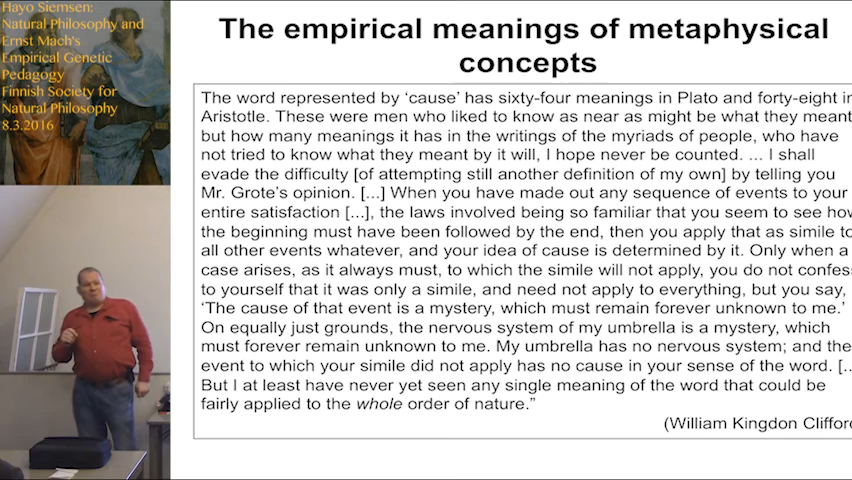 Hayo Siemsen:
Natural Philosophy and
Ernst Mach's
Empirical Genetic
Pedagogy
Finnish Society for
Natural Philosophy
8.3.2016
The empirical meanings of metaphysical
concepts
The word represented by ‘cause’ has sixty-four meanings in Plato and forty-eight in
Aristotle. These were men who liked to know as near as might be what they meant
but how many meanings it has in the writings of the myriads of people, who have
not tried to know what they meant by it will, I hope never be counted. ... I shall
evade the difficulty [of attempting still another definition of my own] by telling you
Mr. Grote’s opinion. [...] When you have made out any sequence of events to your
entire satisfaction [...], the laws involved being so familiar that you seem to see how
the beginning must have been followed by the end, then you apply that as simile to
all other events whatever, and your idea of cause is determined by it. Only when a
case arises, as it always must, to which the simile will not apply, you do not confess
to yourself that it was only a simile, and need not apply to everything, but you say,
‘The cause of that event is a mystery, which must remain forever unknown to me.’
On equally just grounds, the nervous system of my umbrella is a mystery, which
must forever remain unknown to me. My umbrella has no nervous system; and the
event to which your simile did not apply has no cause in your sense of the word. [..
But I at least have never yet seen any single meaning of the word that could be
fairly applied to the whole order of nature.”
(William Kingdon Clifford